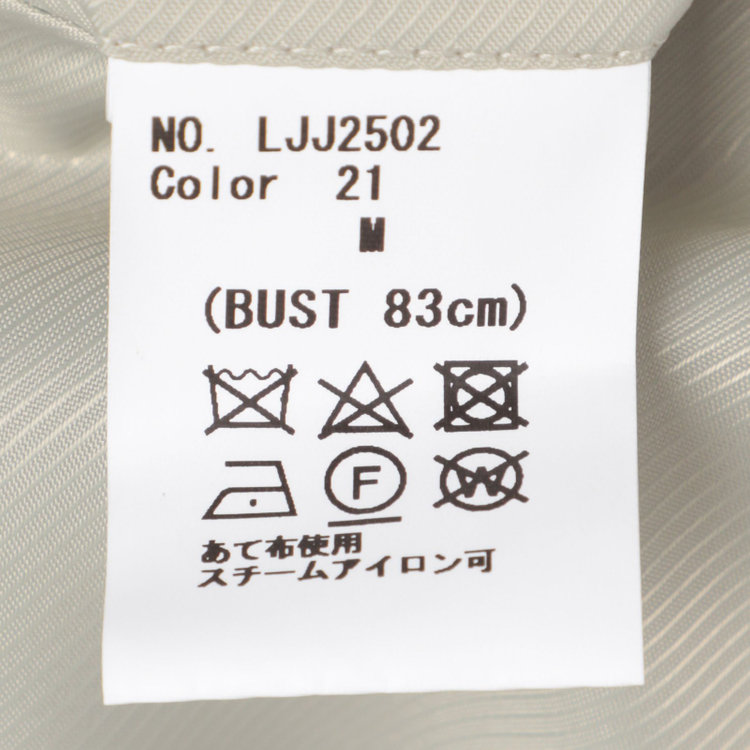 NO. LJJ2502
Color 21
M
(BUST 83cm)
F
W
あて布使用
スチームアイロン可